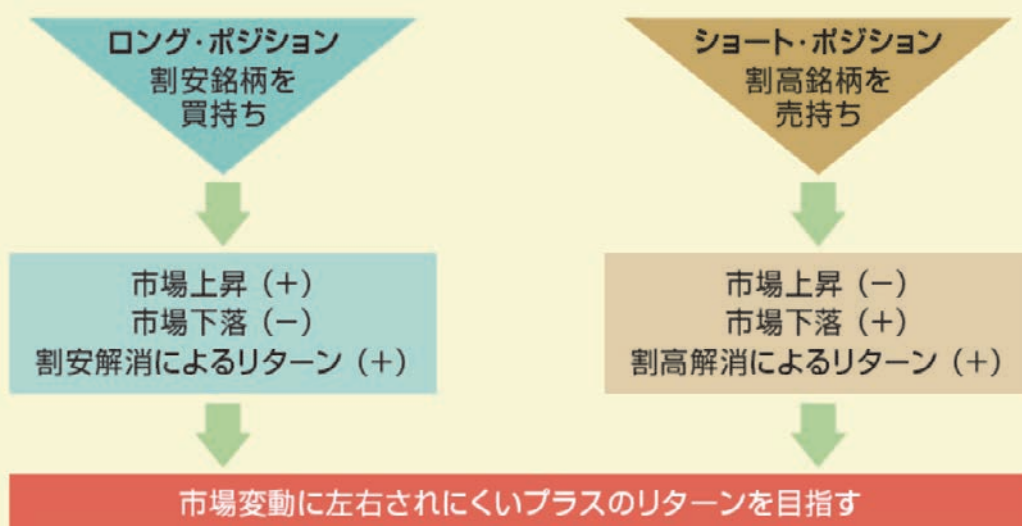 ロング・ポジション
割安銘柄を
買持ち
市場上昇（+）
市場下落（−）
割安解消によるリターン（+）
ショート・ポジション
割高銘柄を
売持ち
市場上昇（−）
市場下落（+）
割高解消によるリターン（+）
市場変動に左右されにくいプラスのリターンを目指す